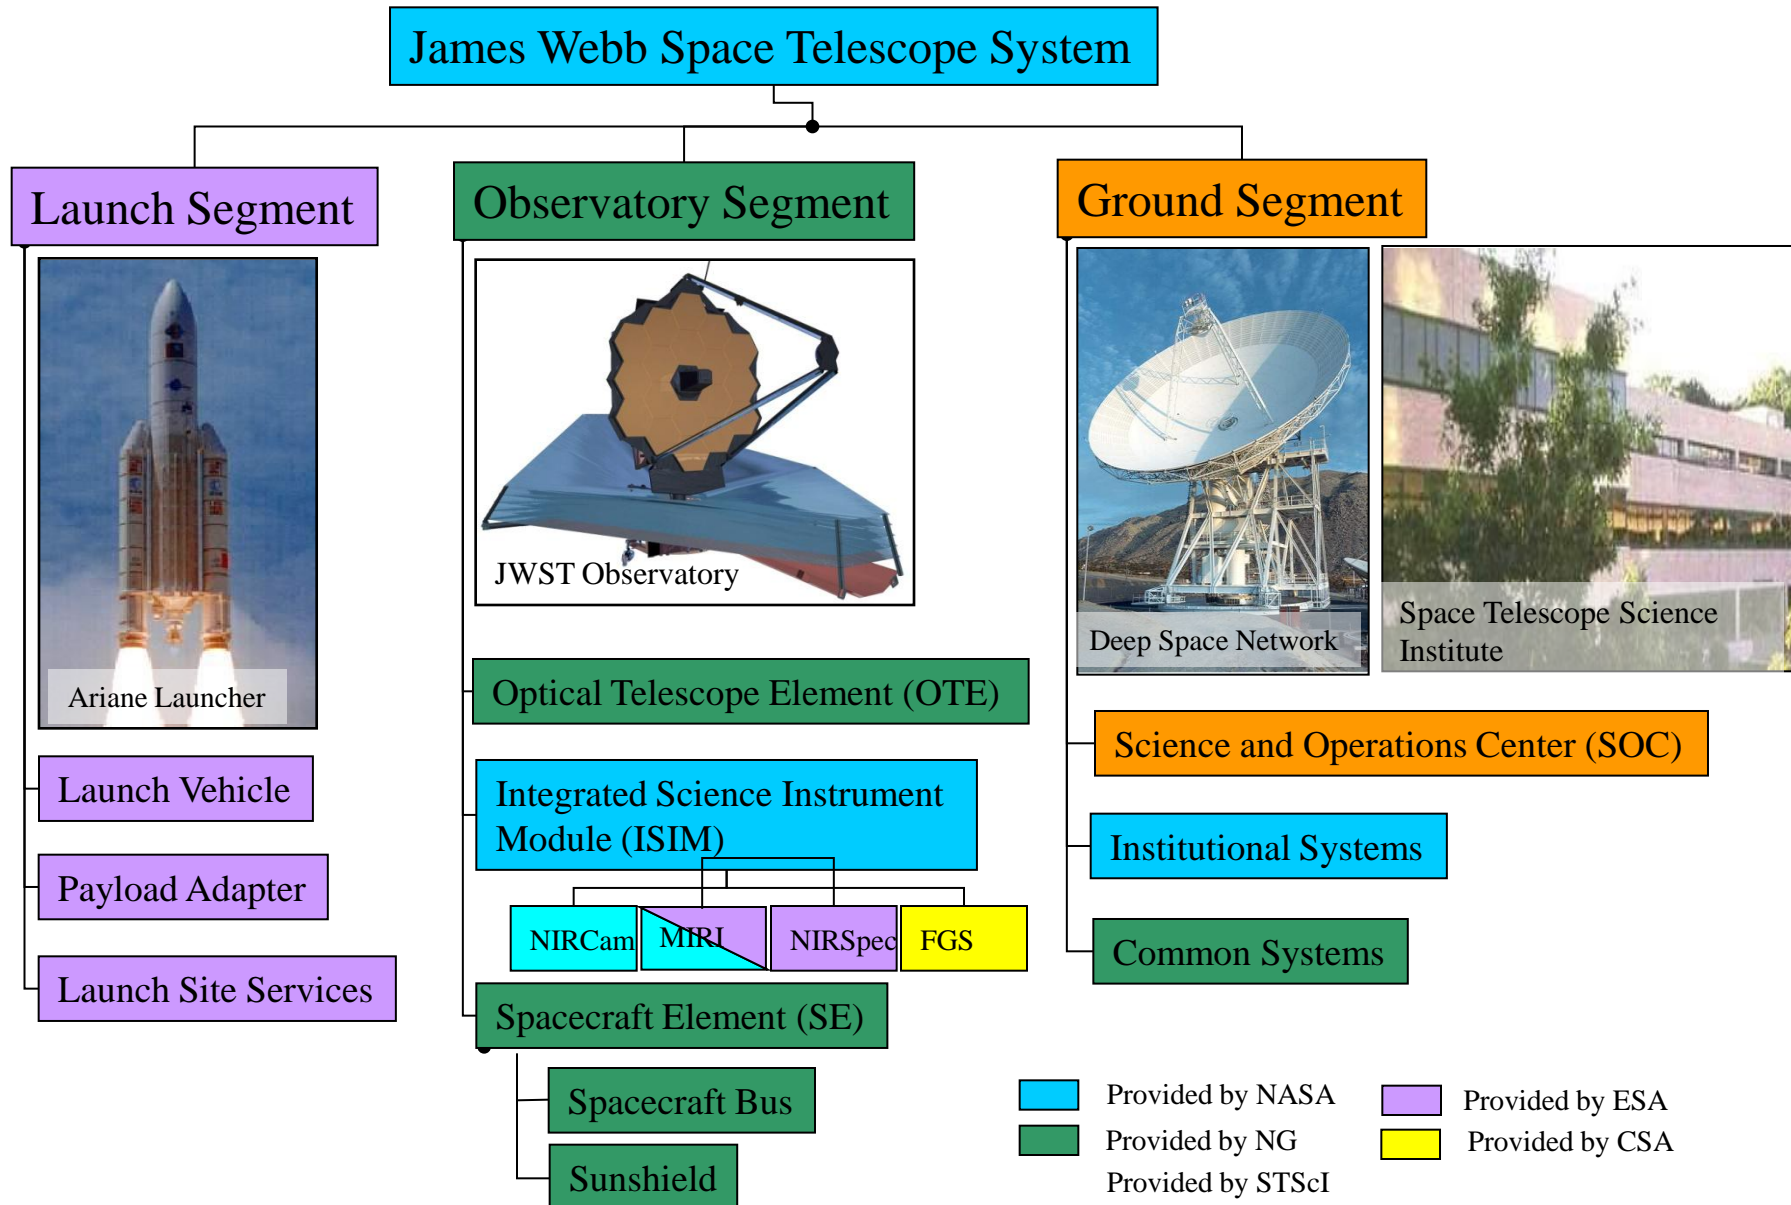 James Webb Space Telescope System
Launch Segment
Observatory Segment
Ground Segment
Ariane Launcher
JWST Observatory
Deep Space Network
Space Telescope Science
Institute
Launch Vehicle
Payload Adapter
Launch Site Services
Optical Telescope Element (OTE)
Integrated Science Instrument
Module (ISIM)
NIRCam
MIRI
NIRSpec
FGS
Spacecraft Element (SE)
Spacecraft Bus
Sunshield
Science and Operations Center (SOC)
Institutional Systems
Common Systems
Provided by NASA
Provided by ESA
Provided by NG
Provided by CSA
Provided by STScI